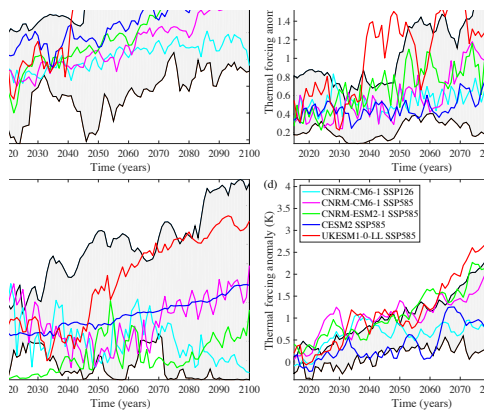 1.4
1.2
1
0.8
0.6
0.4
0.2
Thermal forcing anom
20 2030 2040 2050 2060 2070 2080 2090 2100
2020 2030 2040 2050 2060 2070
Time (years)
Time (years)
(d)
CNRM-CM6-1 SSP126
CNRM-CM6-1 SSP585
CNRM-ESM2-1 SSP585
CESM2 SSP585
UKESM1-0-LL SSP585
4
3.5
3
2.5
2
1.5
1
0.5
0
Thermal forcing anomaly (K)
20 2030 2040 2050 2060 2070 2080 2090 2100
2020 2030 2040 2050 2060 2070
Time (years)
Time (years)